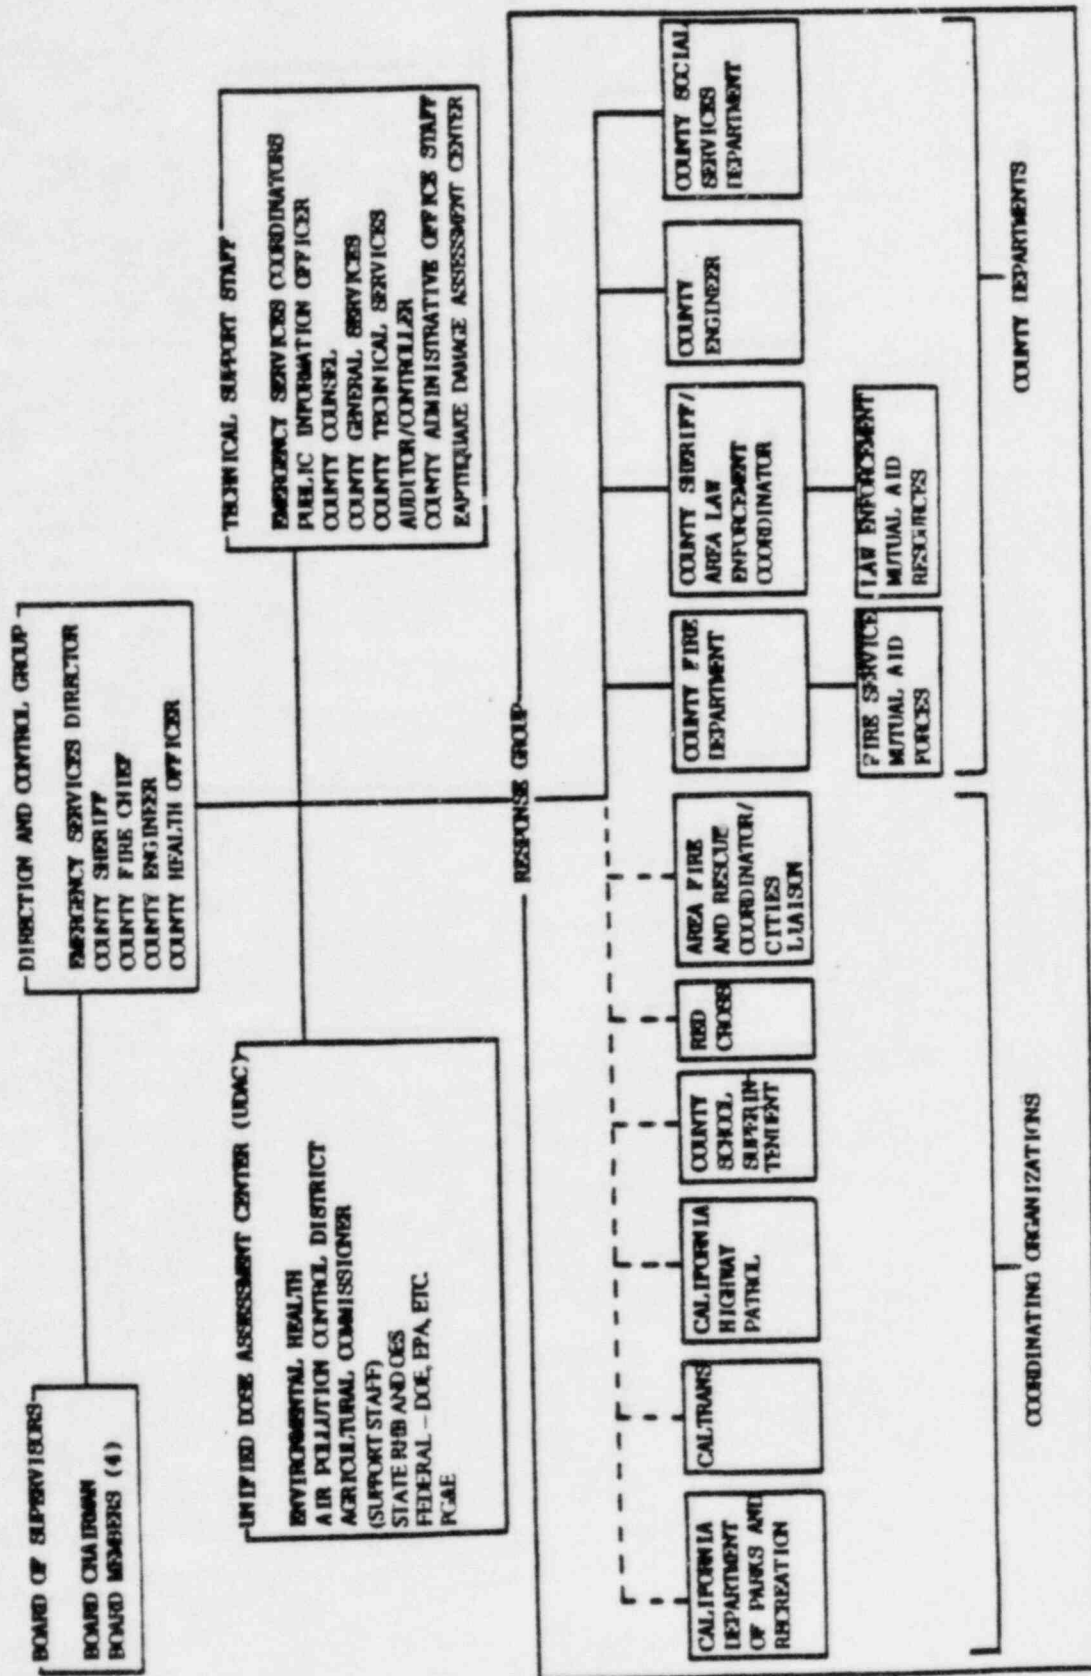 BOARD OF SUPERVISORS
BOARD CHAIRMAN
BOARD MEMBERS (4)
DIRECTION AND CONTROL GROUP
EMERGENCY SERVICES DIRECTOR
COUNTY SHERIFF
COUNTY FIRE CHIEF
COUNTY ENGINEER
COUNTY HEALTH OFFICER
UNIFIED DOSE ASSESSMENT CENTER (UDAC)
ENVIRONMENTAL HEALTH
AIR POLLUTION CONTROL DISTRICT
AGRICULTURAL COMMISSIONER
(SUPPORT STAFF)
STATE RHB AND OES
FEDERAL - DOE, EPA, ETC.
PG&E
TECHNICAL SUPPORT STAFF
EMERGENCY SERVICES COORDINATORS
PUBLIC INFORMATION OFFICER
COUNTY COUNSEL
COUNTY GENERAL SERVICES
COUNTY TECHNICAL SERVICES
AUDITOR/CONTROLLER
COUNTY ADMINISTRATIVE OFFICE STAFF
EARTHQUAKE DAMAGE ASSESSMENT CENTER
RESPONSE GROUP
CALIFORNIA
DEPARTMENT
OF PARKS AND
RECREATION
CALTRANS
CALIFORNIA
HIGHWAY
PATROL
COUNTY
SCHOOL
SUPERIN-
TENDENT
RED
CROSS
AREA FIRE
AND RESCUE
COORDINATOR/
CITIES
LIAISON
COUNTY FIRE
DEPARTMENT
COUNTY SHERIFF/
AREA LAW
ENFORCEMENT
COORDINATOR
COUNTY
ENGINEER
COUNTY SOCIAL
SERVICES
DEPARTMENT
FIRE SERVICE
MUTUAL AID
FORCES
LAW ENFORCEMENT
MUTUAL AID
RESOURCES
COORDINATING ORGANIZATIONS
COUNTY DEPARTMENTS